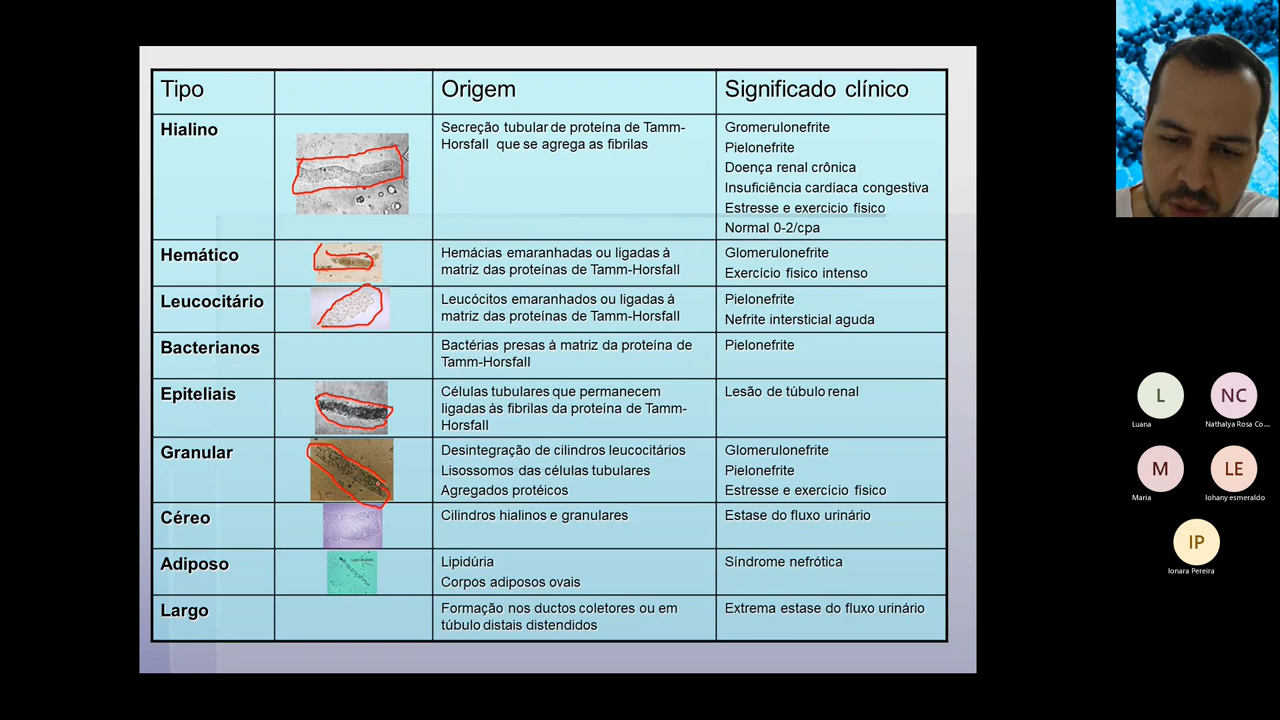 Tipo
Origem
Significado clínico
Hialino
Secreção tubular de proteína de Tamm-
Horsfall que se agrega as fibrilas
Gromerulonefrite
Pielonefrite
Doença renal crônica
Insuficiência cardíaca congestiva
Estresse e exercicio físico
Normal 0-2/cpa
Hemático
Hemácias emaranhadas ou ligadas à
matriz das proteínas de Tamm-Horsfall
Glomerulonefrite
Exercício físico intenso
Leucocitário
Leucócitos emaranhados ou ligadas à
matriz das proteínas de Tamm-Horsfall
Pielonefrite
Nefrite intersticial aguda
Bacterianos
Bactérias presas à matriz da proteína de
Tamm-Horsfall
Pielonefrite
Epiteliais
Células tubulares que permanecem
ligadas às fibrilas da proteína de Tamm-
Horsfall
Lesão de túbulo renal
Granular
Desintegração de cilindros leucocitários
Lisossomos das células tubulares
Agregados protéicos
Glomerulonefrite
Pielonefrite
Estresse e exercício físico
Céreo
Cilindros hialinos e granulares
Estase do fluxo urinário
Adiposo
Lipidúria
Corpos adiposos ovais
Síndrome nefrótica
Largo
Formação nos ductos coletores ou em
túbulo distais distendidos
Extrema estase do fluxo urinário
L
NC
Luana
Nathalya Rosa Co...
M
LE
Maria
lohany esmeraldo
IP
Ionara Pereira